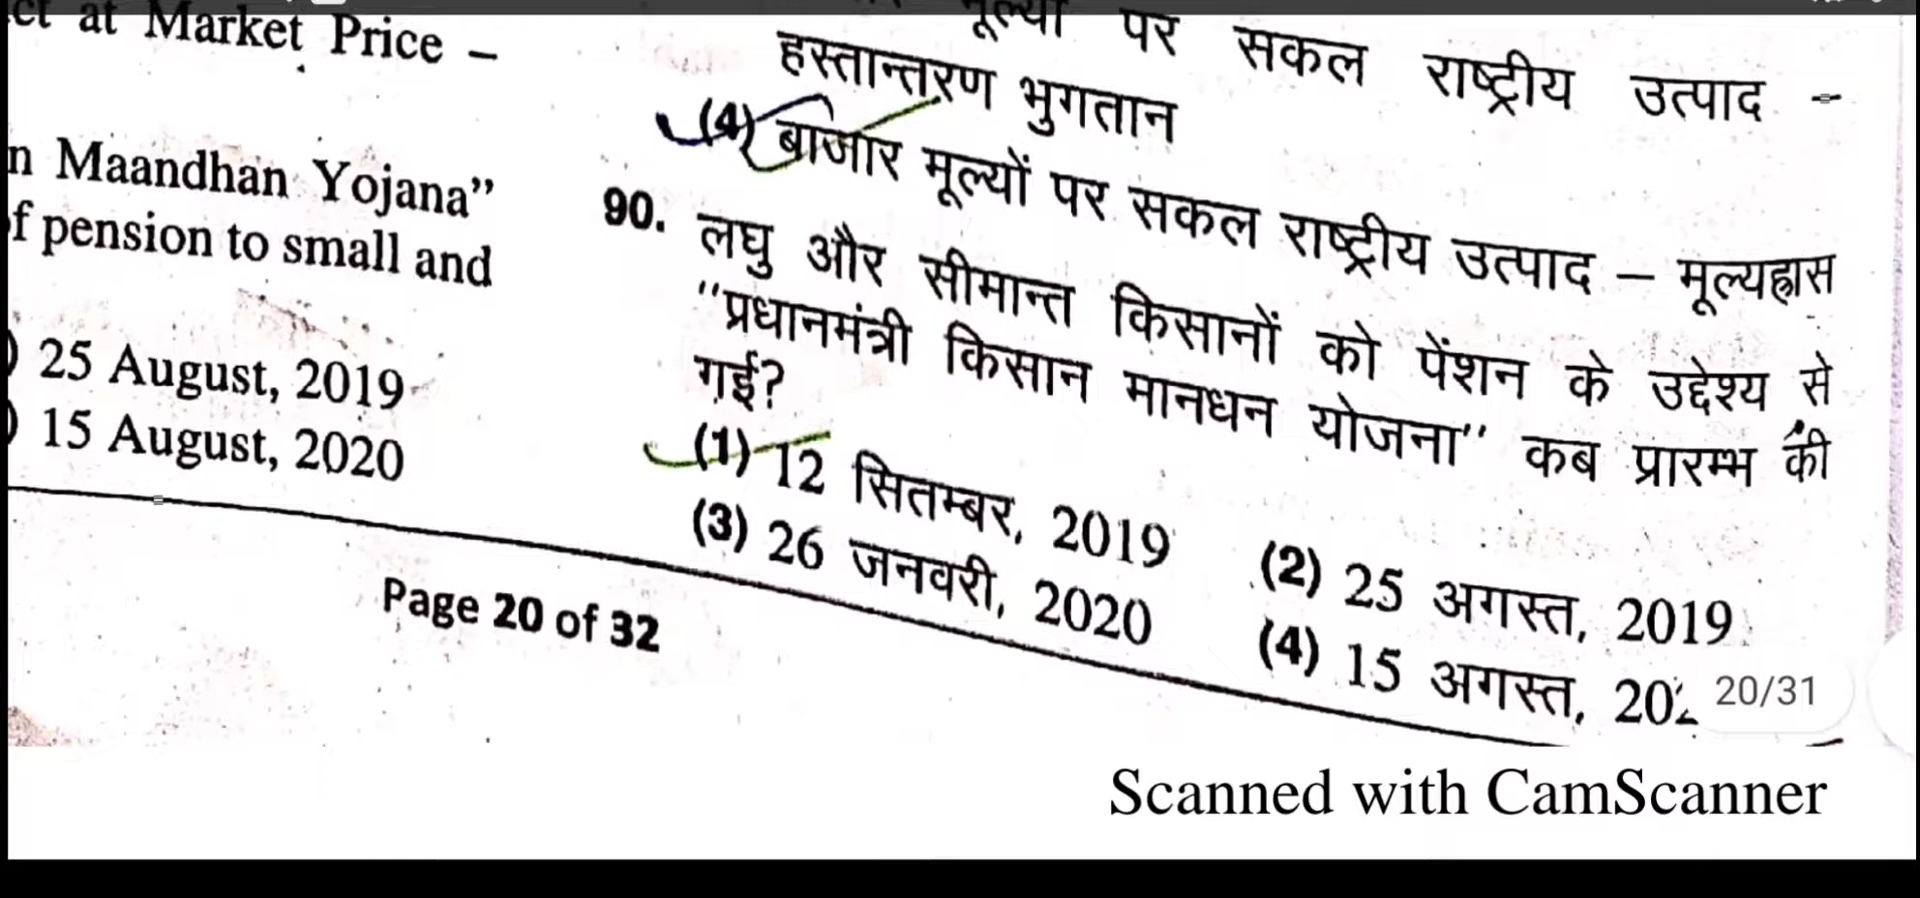 ct at Market Price –
n Maandhan Yojana”
of pension to small and
) 25 August, 2019
) 15 August, 2020
मूल्यों पर सकल राष्ट्रीय उत्पाद –
हस्तान्तरण भुगतान
(4) बाजार मूल्यों पर सकल राष्ट्रीय उत्पाद – मूल्यह्रास
90. लघु और सीमान्त किसानों को पेंशन के उद्देश्य से
“प्रधानमंत्री किसान मानधन योजना” कब प्रारम्भ की
गई?
(1) 12 सितम्बर, 2019 (2) 25 अगस्त, 2019
(3) 26 जनवरी, 2020 (4) 15 अगस्त, 202
Page 20 of 32
20/31
Scanned with CamScanner